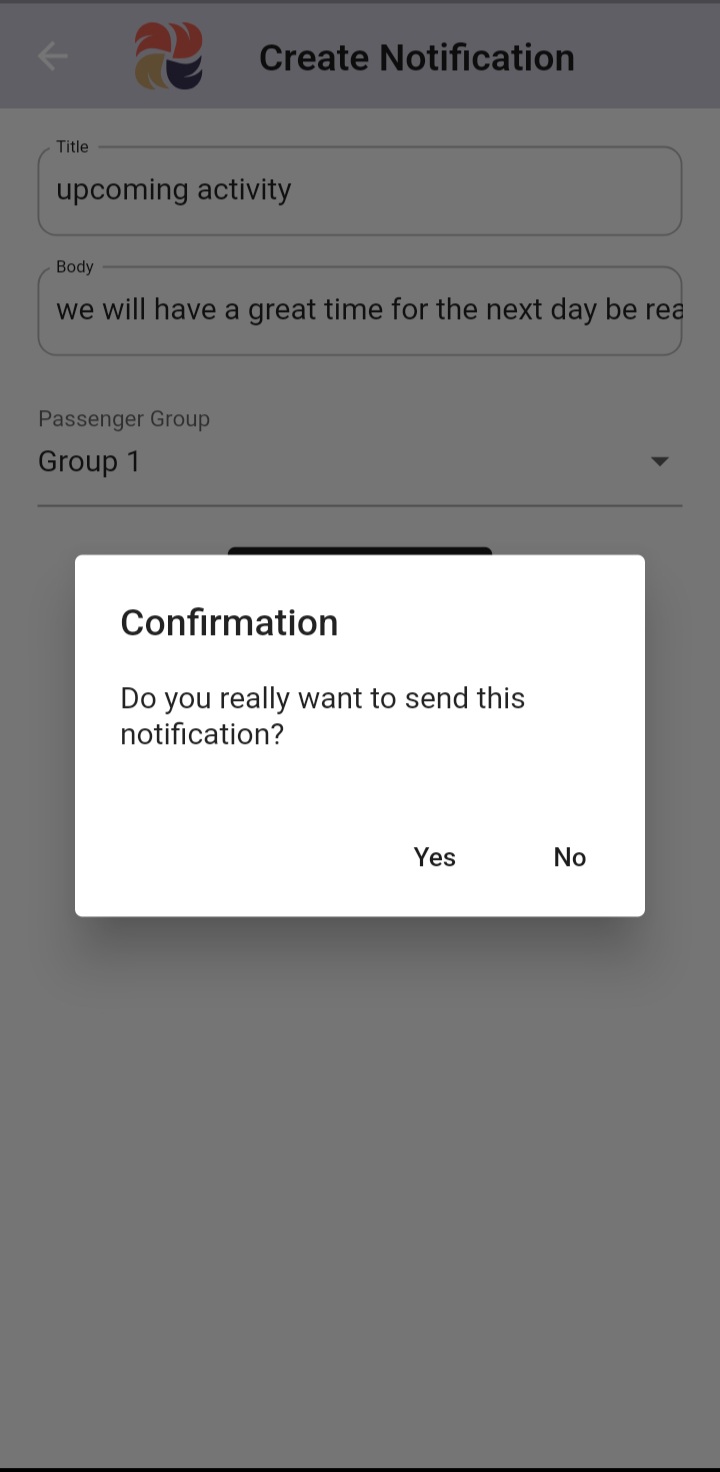 Create Notification
Title
upcoming activity
Body
we will have a great time for the next day be rea
Passenger Group
Group 1
Confirmation
Do you really want to send this
notification?
Yes
No